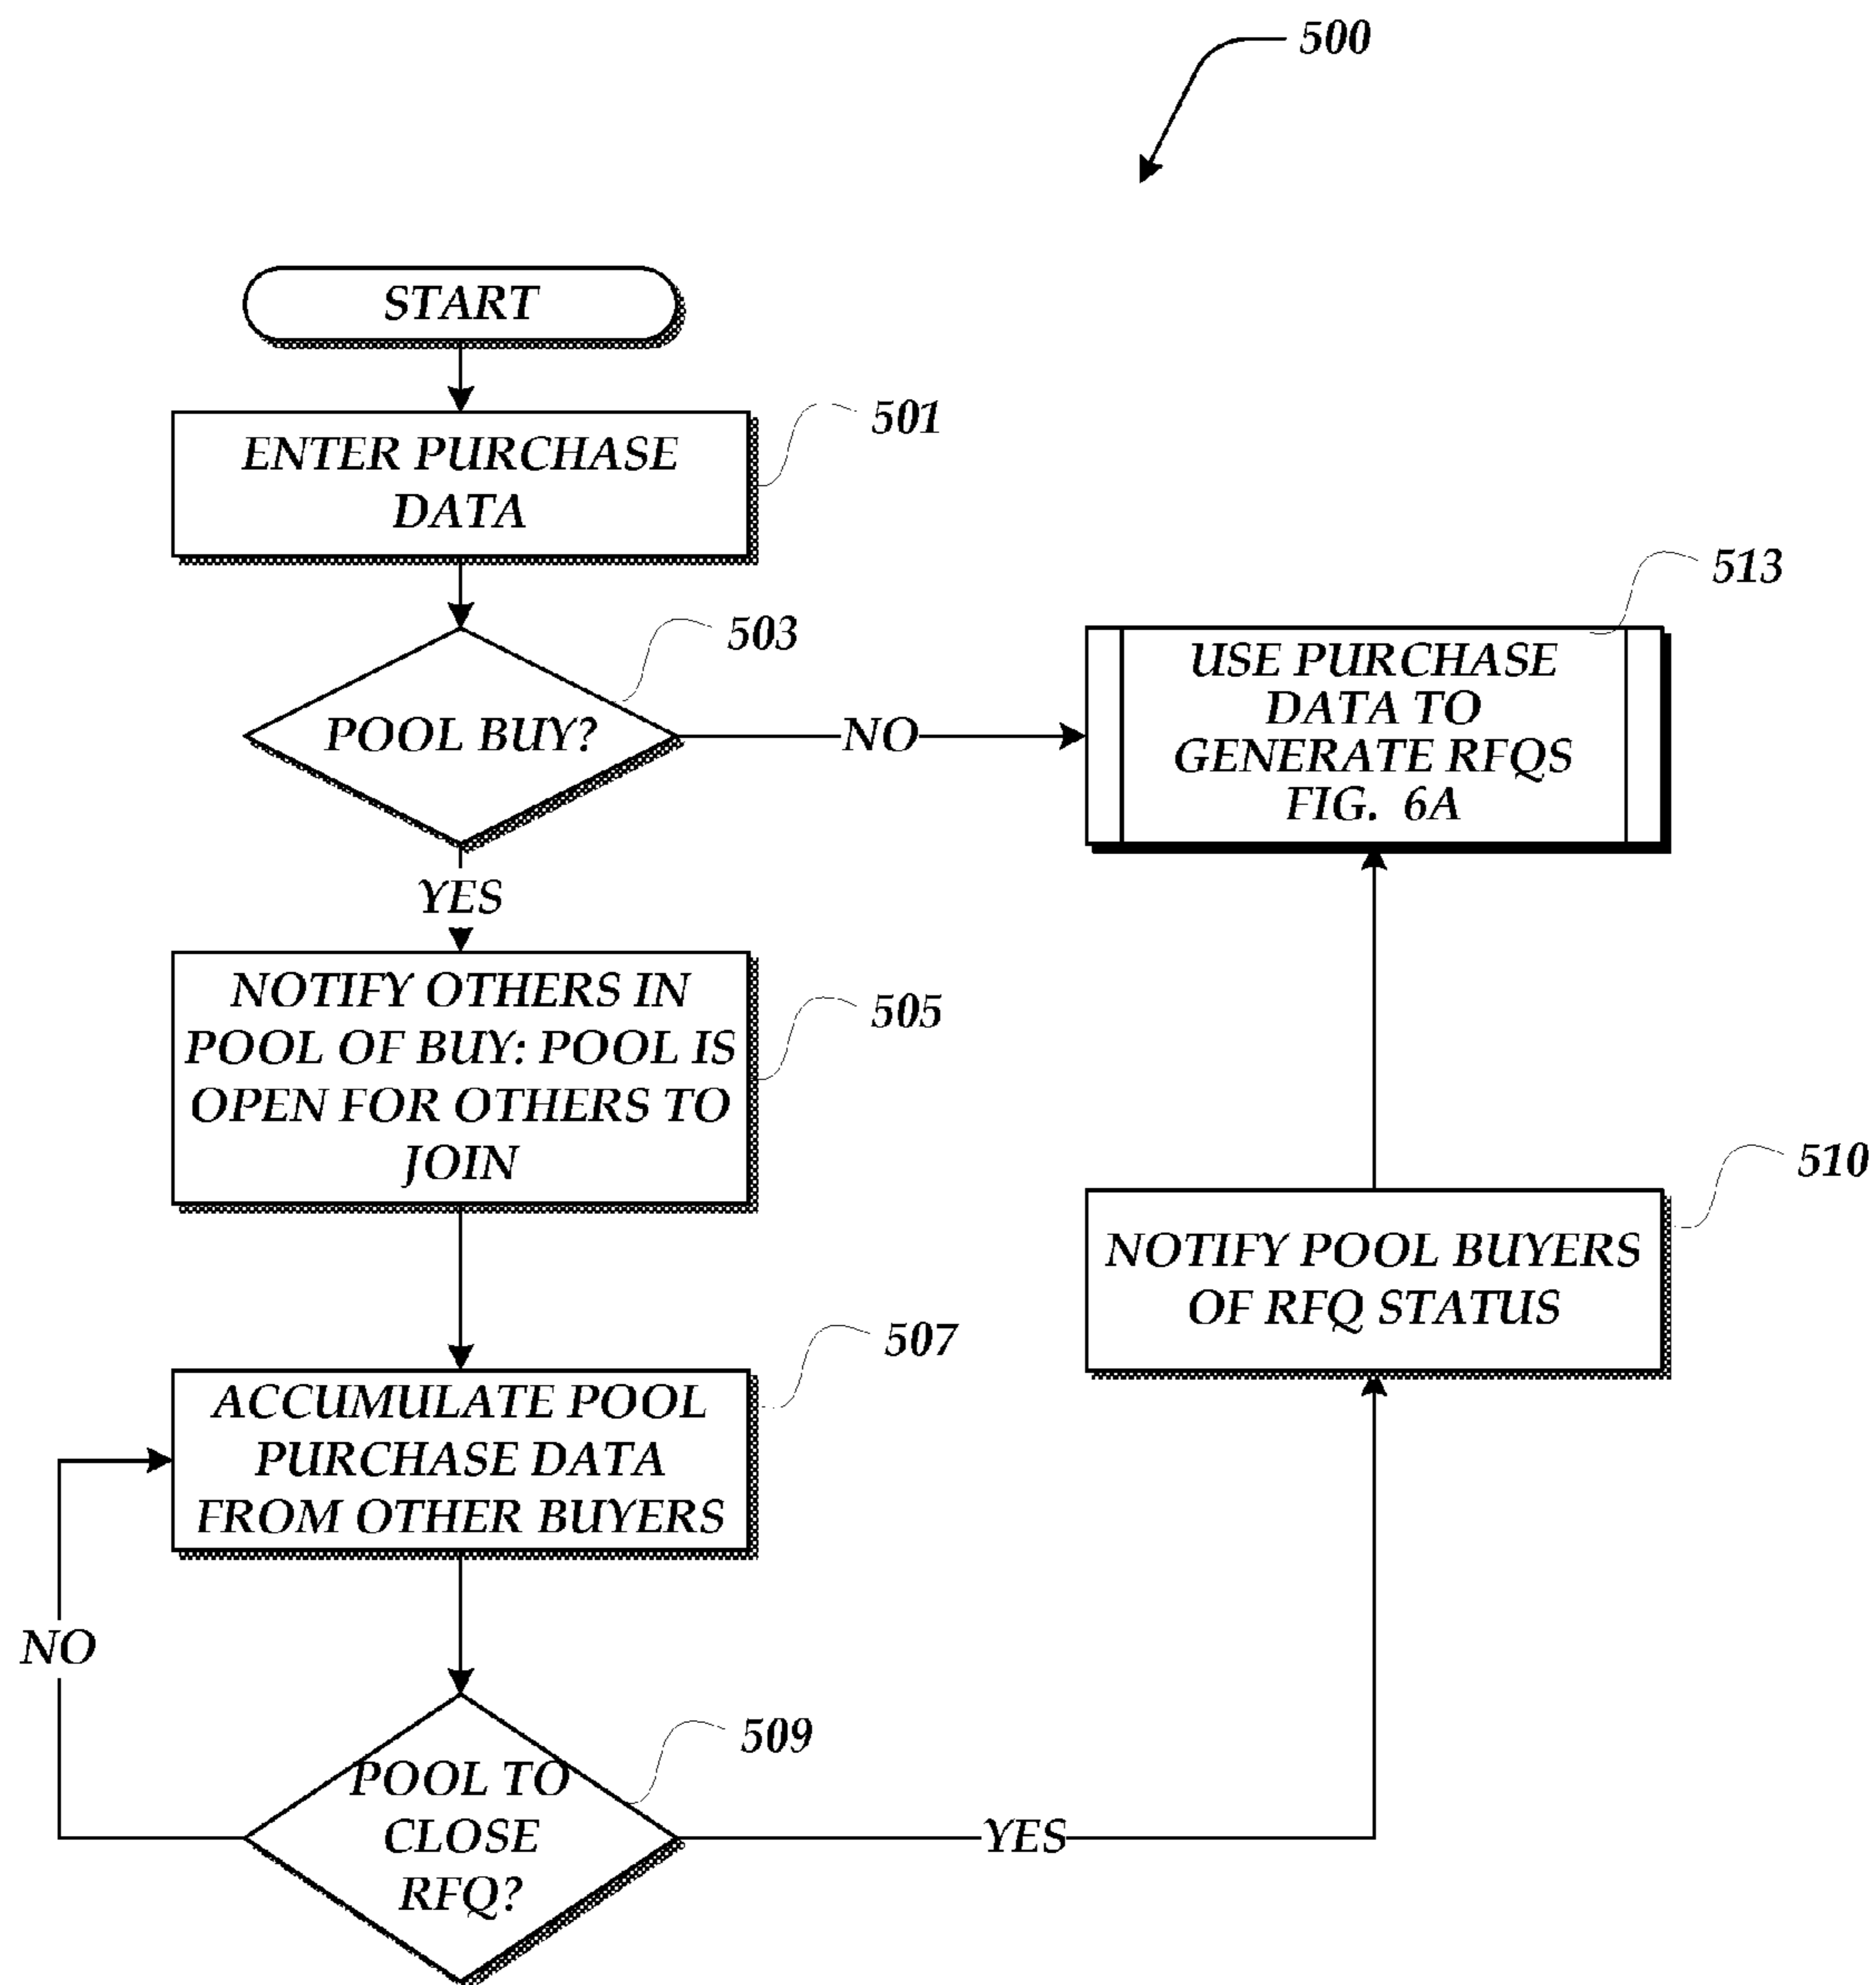 500
START
ENTER PURCHASE
DATA
501
POOL BUY?
503
NO
USE PURCHASE
DATA TO
GENERATE RFQS
FIG. 6A
513
YES
NOTIFY OTHERS IN
POOL OF BUY: POOL IS
OPEN FOR OTHERS TO
JOIN
505
NOTIFY POOL BUYERS
OF RFQ STATUS
510
ACCUMULATE POOL
PURCHASE DATA
FROM OTHER BUYERS
507
NO
POOL TO
CLOSE
RFQ?
509
YES